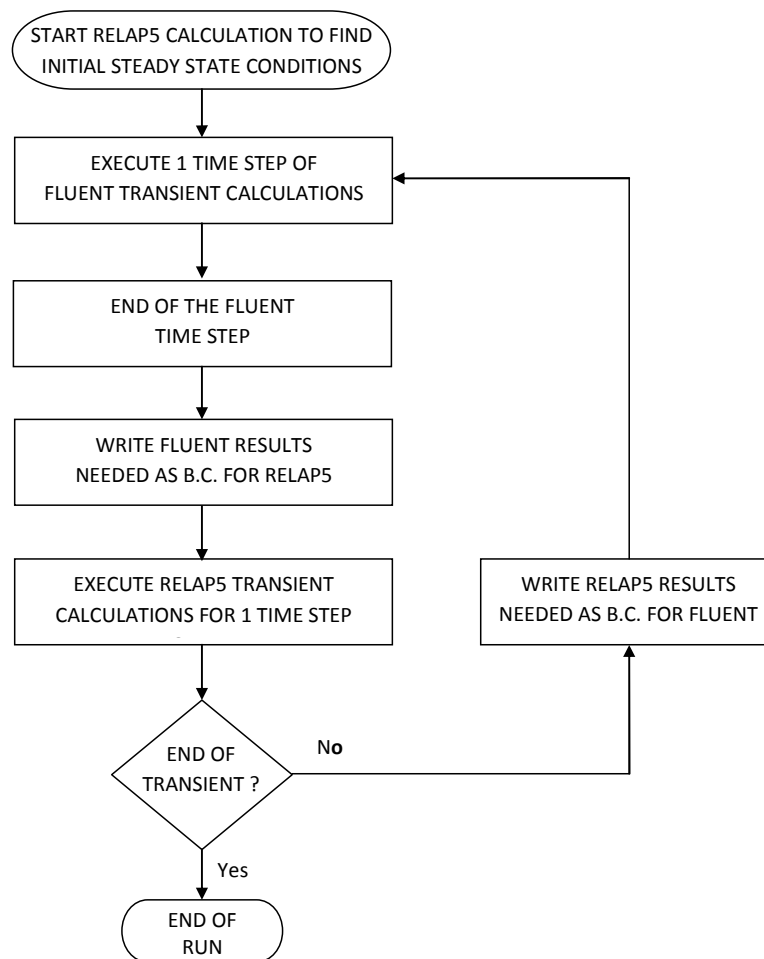 START RELAP5 CALCULATION TO FIND
INITIAL STEADY STATE CONDITIONS
EXECUTE 1 TIME STEP OF
FLUENT TRANSIENT CALCULATIONS
END OF THE FLUENT
TIME STEP
WRITE FLUENT RESULTS
NEEDED AS B.C. FOR RELAP5
EXECUTE RELAP5 TRANSIENT
CALCULATIONS FOR 1 TIME STEP
WRITE RELAP5 RESULTS
NEEDED AS B.C. FOR FLUENT
END OF
TRANSIENT ?
No
Yes
END OF
RUN